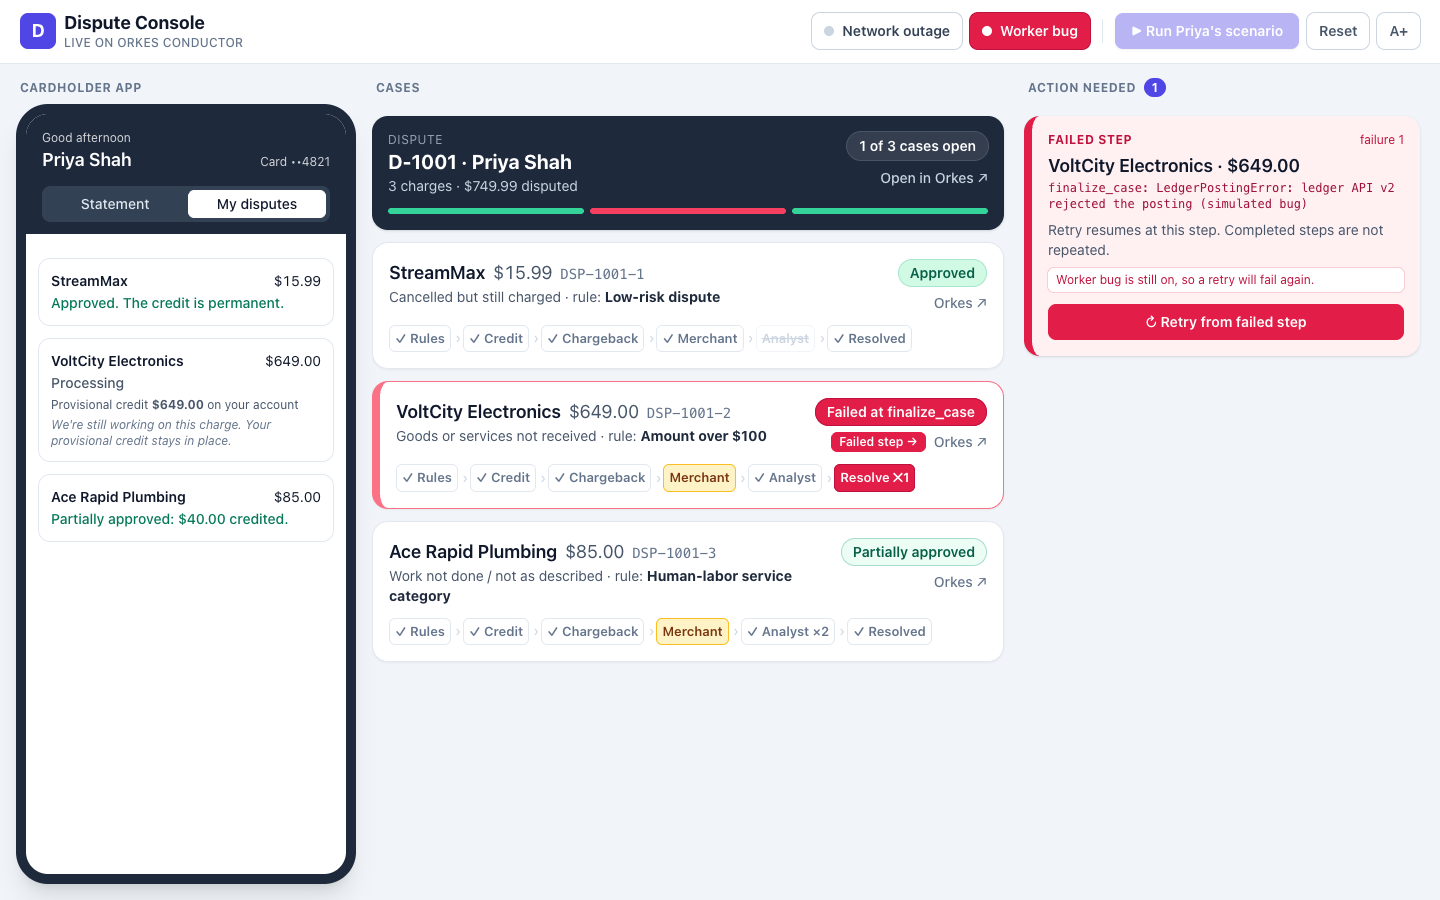 D
Dispute Console
LIVE ON ORKES CONDUCTOR
Network outage
Worker bug
▶ Run Priya's scenario
Reset
A+
CARDHOLDER APP
Good afternoon
Priya Shah
Card ••4821
Statement
My disputes
StreamMax $15.99
Approved. The credit is permanent.
VoltCity Electronics $649.00
Processing
Provisional credit $649.00 on your account
We're still working on this charge. Your
provisional credit stays in place.
Ace Rapid Plumbing $85.00
Partially approved: $40.00 credited.
CASES
DISPUTE
D-1001 · Priya Shah
3 charges · $749.99 disputed
1 of 3 cases open
Open in Orkes ↗
StreamMax $15.99 DSP-1001-1
Approved
Cancelled but still charged · rule: Low-risk dispute
Orkes ↗
✓ Rules › ✓ Credit › ✓ Chargeback › ✓ Merchant › Analyst › ✓ Resolved
VoltCity Electronics $649.00 DSP-1001-2
Failed at finalize_case
Goods or services not received · rule: Amount over $100
Failed step → Orkes ↗
✓ Rules › ✓ Credit › ✓ Chargeback › Merchant › ✓ Analyst › Resolve ✕1
Ace Rapid Plumbing $85.00 DSP-1001-3
Partially approved
Work not done / not as described · rule: Human-labor service
category
Orkes ↗
✓ Rules › ✓ Credit › ✓ Chargeback › Merchant › ✓ Analyst ×2 › ✓ Resolved
ACTION NEEDED 1
FAILED STEP failure 1
VoltCity Electronics · $649.00
finalize_case: LedgerPostingError: ledger API v2
rejected the posting (simulated bug)
Retry resumes at this step. Completed steps are not
repeated.
Worker bug is still on, so a retry will fail again.
↻ Retry from failed step